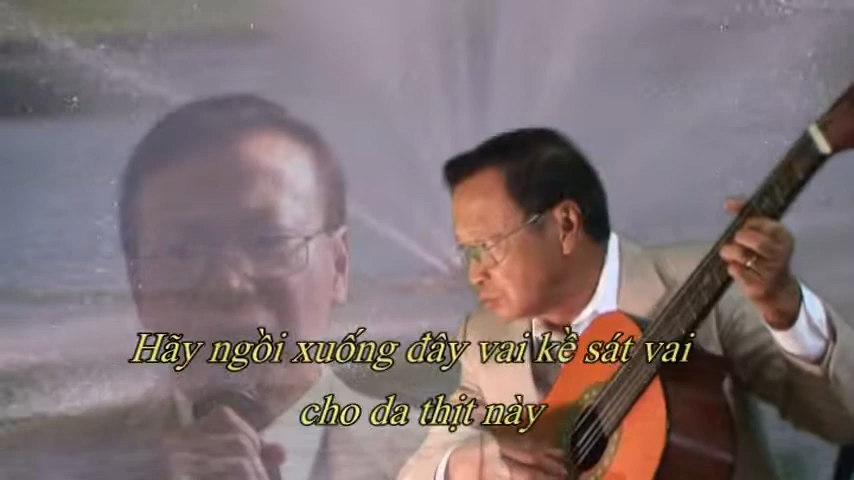 Hãy ngồi xuống đây vai kề sát vai
cho da thịt này